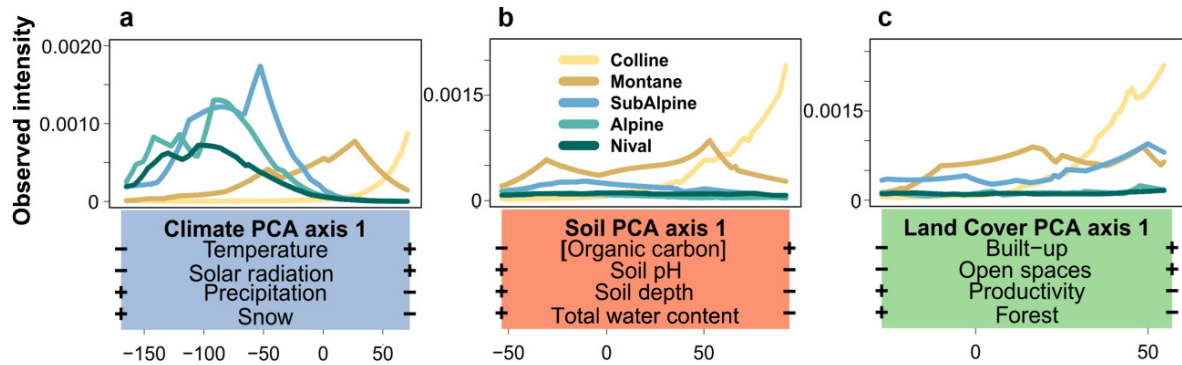 a
b
c
Observed intensity
0.0020
0.0010
0
0.0015
0
0.0015
0
Colline
Montane
SubAlpine
Alpine
Nival
Climate PCA axis 1
− Temperature +
− Solar radiation +
+ Precipitation −
+ Snow −
−150 −100 −50 0 50
Soil PCA axis 1
− [Organic carbon] +
+ Soil pH −
+ Soil depth −
+ Total water content −
−50 0 50
Land Cover PCA axis 1
− Built−up +
− Open spaces +
+ Productivity −
+ Forest −
0 50